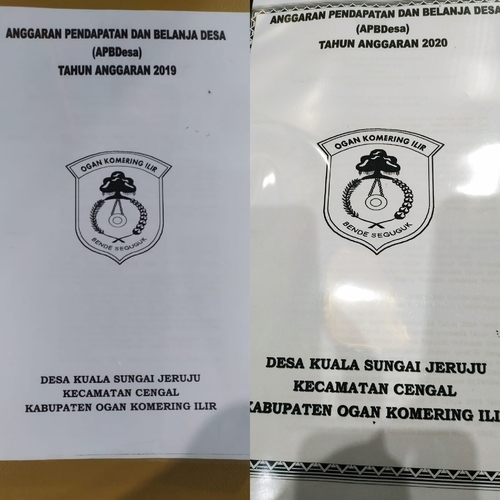 ANGGARAN PENDAPATAN DAN BELANJA DESA
(APBDesa)
TAHUN ANGGARAN 2019
OGAN KOMERING ILIR
BENDE SEGUGUK
DESA KUALA SUNGAI JERUJU
KECAMATAN CENGAL
KABUPATEN OGAN KOMERING ILIR
ANGGARAN PENDAPATAN DAN BELANJA DESA
(APBDesa)
TAHUN ANGGARAN 2020
OGAN KOMERING ILIR
BENDE SEGUGUK
DESA KUALA SUNGAI JERUJU
KECAMATAN CENGAL
KABUPATEN OGAN KOMERING ILI